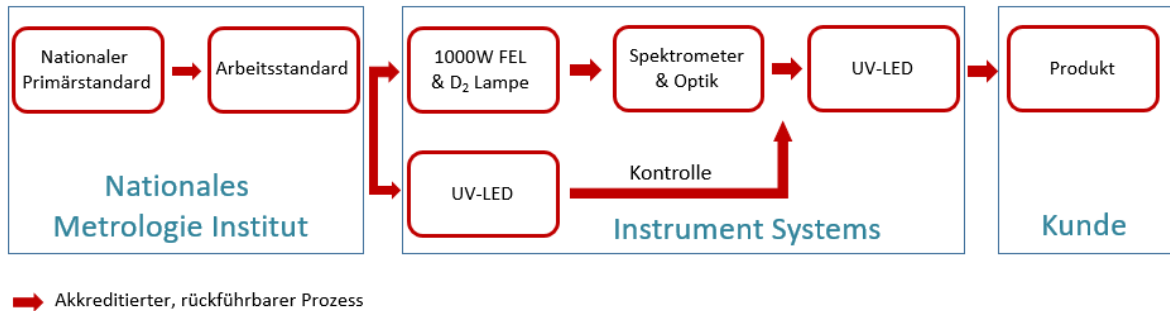 Nationaler
Primärstandard
Arbeitsstandard
1000W FEL
& D₂ Lampe
Spektrometer
& Optik
UV-LED
Produkt
UV-LED
Kontrolle
Nationales
Metrologie Institut
Instrument Systems
Kunde
Akkreditierter, rückführbarer Prozess